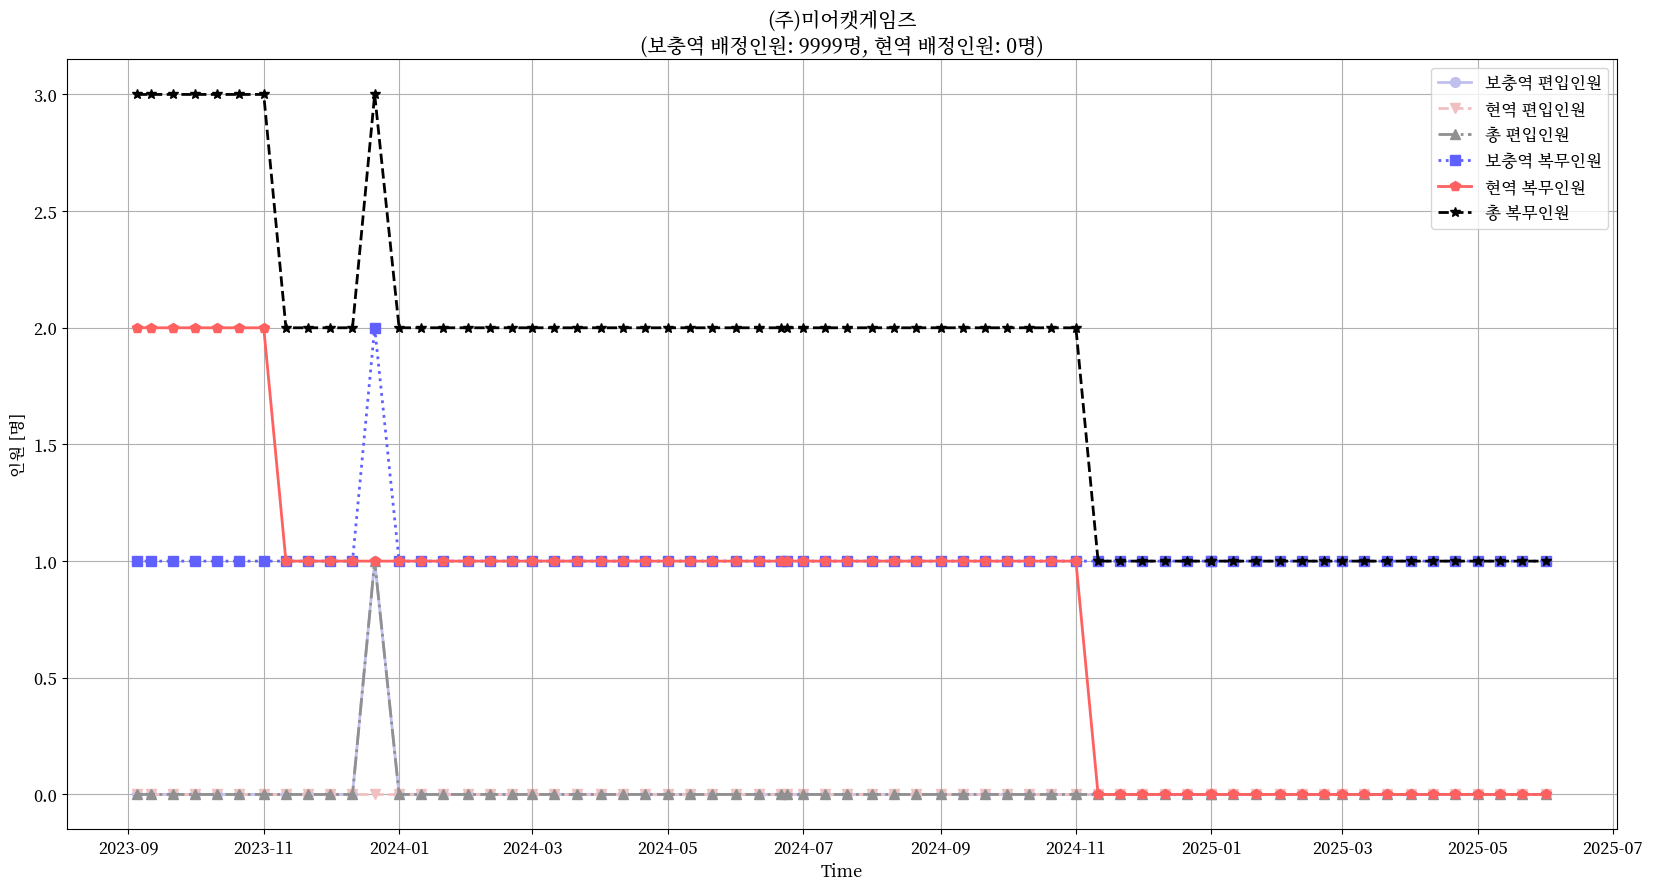 (주)미어캣게임즈
(보충역 배정인원: 9999명, 현역 배정인원: 0명)
보충역 편입인원
현역 편입인원
총 편입인원
보충역 복무인원
현역 복무인원
총 복무인원
3.0
2.5
2.0
1.5
1.0
0.5
0.0
인원 [명]
2023-09 2023-11 2024-01 2024-03 2024-05 2024-07 2024-09 2024-11 2025-01 2025-03 2025-05 2025-07
Time